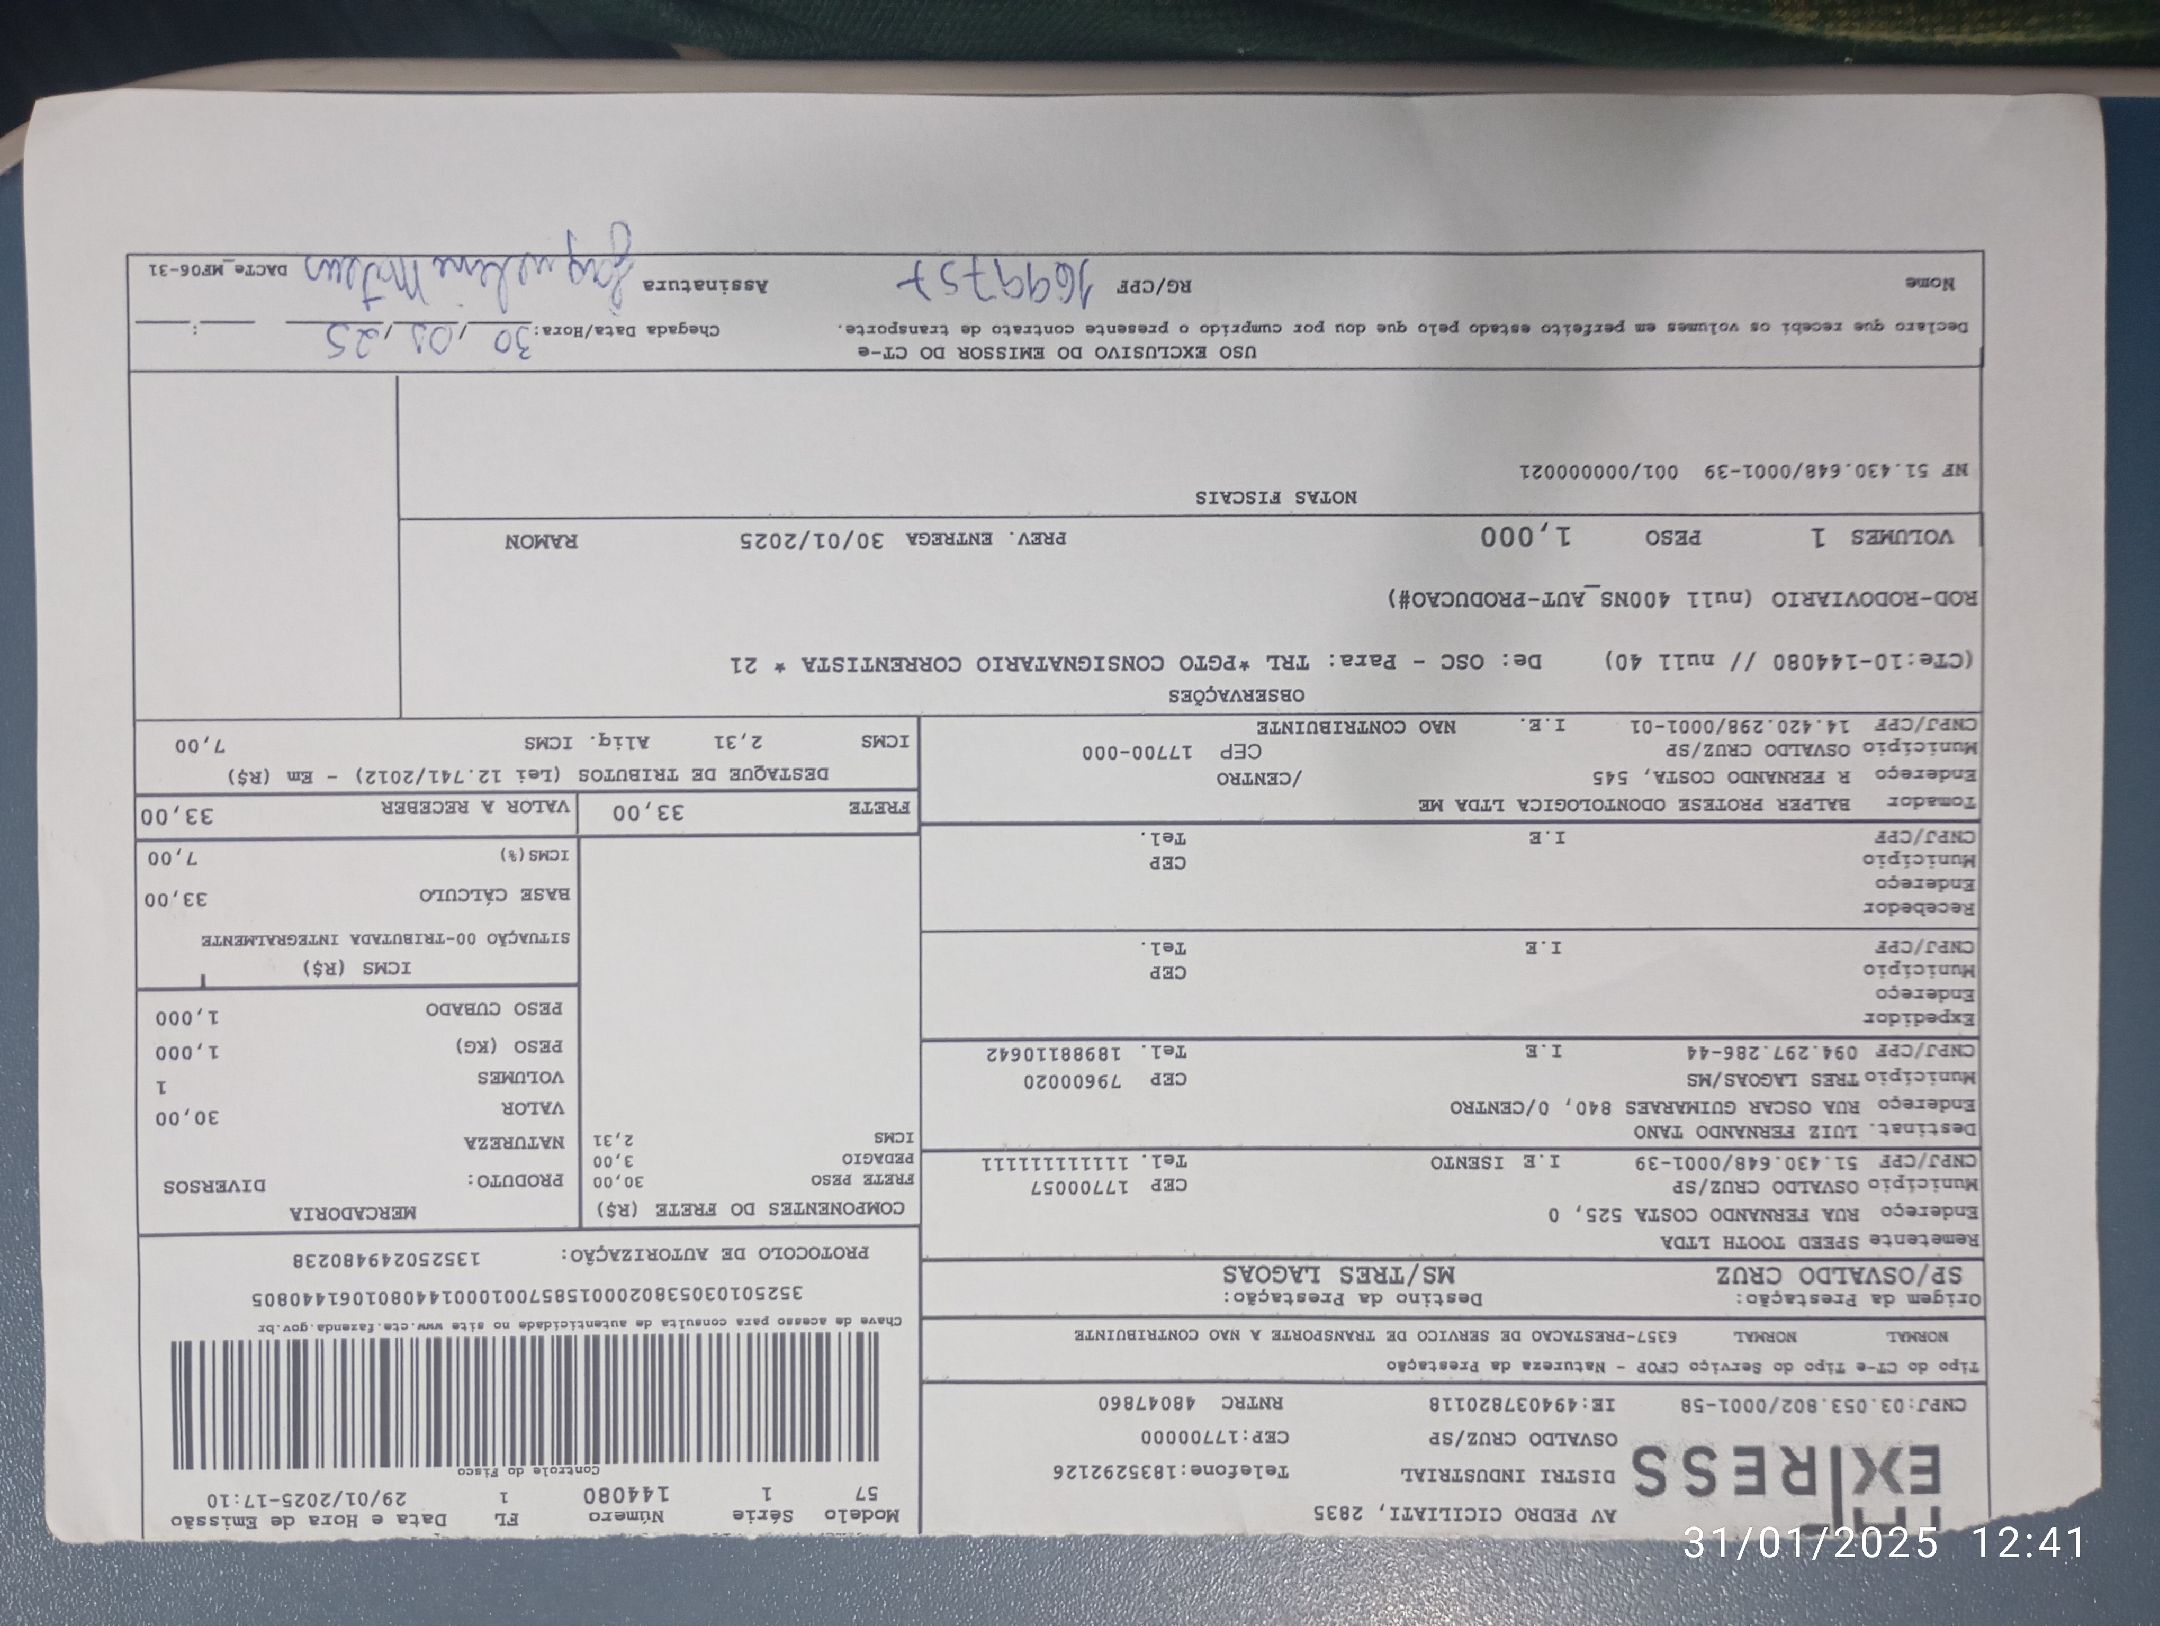 EXPRESS
AV PEDRO CICILIATI, 2835
DISTRI INDUSTRIAL Telefone:1835292126
OSVALDO CRUZ/SP CEP:17700000
CNPJ:03.053.802/0001-58 IE:494037820118 RNTRC 48047860
Modelo Série Número FL Data e Hora de Emissão
57 1 144080 1 29/01/2025-17:10
Controle do Fisco
Chave de acesso para consulta de autenticidade no site www.cte.fazenda.gov.br
35250103053802000158570010001440801061440805
PROTOCOLO DE AUTORIZAÇÃO: 135250249480238
Tipo do CT-e Tipo do Serviço CFOP - Natureza da Prestação
NORMAL NORMAL 6357-PRESTACAO DE SERVICO DE TRANSPORTE A NAO CONTRIBUINTE
Origem da Prestação: Destino da Prestação:
SP/OSVALDO CRUZ MS/TRES LAGOAS
Remetente SPEED TOOTH LTDA
Endereço RUA FERNANDO COSTA 525, 0
Município OSVALDO CRUZ/SP CEP 17700057
CNPJ/CPF 51.430.648/0001-39 I.E ISENTO Tel. 111111111111
Destinat. LUIZ FERNANDO TANO
Endereço RUA OSCAR GUIMARAES 840, 0/CENTRO
Município TRES LAGOAS/MS CEP 79600020
CNPJ/CPF 094.297.286-44 I.E Tel. 18988110642
Expedidor
Endereço
Município CEP
CNPJ/CPF I.E Tel.
Recebedor
Endereço
Município CEP
CNPJ/CPF I.E Tel.
Tomador BALPER PROTESE ODONTOLOGICA LTDA ME
Endereço R FERNANDO COSTA, 545 /CENTRO
Município OSVALDO CRUZ/SP CEP 17700-000
CNPJ/CPF 14.420.298/0001-01 I.E. NAO CONTRIBUINTE
COMPONENTES DO FRETE (R$)
FRETE PESO 30,00
PEDAGIO 3,00
ICMS 2,31
MERCADORIA
PRODUTO: DIVERSOS
NATUREZA
VALOR 30,00
VOLUMES 1
PESO (KG) 1,000
PESO CUBADO 1,000
ICMS (R$)
SITUAÇÃO 00-TRIBUTADA INTEGRALMENTE
BASE CÁLCULO 33,00
ICMS(%) 7,00
FRETE 33,00 VALOR A RECEBER 33,00
DESTAQUE DE TRIBUTOS (Lei 12.741/2012) - Em (R$)
ICMS 2,31 Aliq. ICMS 7,00
OBSERVAÇÕES
(CTe:10-144080 // null 40) De: OSC - Para: TRL *PGTO CONSIGNATARIO CORRENTISTA * 21
ROD-RODOVIARIO (null 400NS_AUT-PRODUCAO#)
VOLUMES 1 PESO 1,000 PREV. ENTREGA 30/01/2025 RAMON
NOTAS FISCAIS
NF 51.430.648/0001-39 001/000000021
USO EXCLUSIVO DO EMISSOR DO CT-e
Declaro que recebi os volumes em perfeito estado pelo que dou por cumprido o presente contrato de transporte. Chegada Data/Hora: 30/01/25 __:__
Nome RG/CPF 1699757 Assinatura Jaqueline Mateus DACTe_MF06-31
31/01/2025 12:41